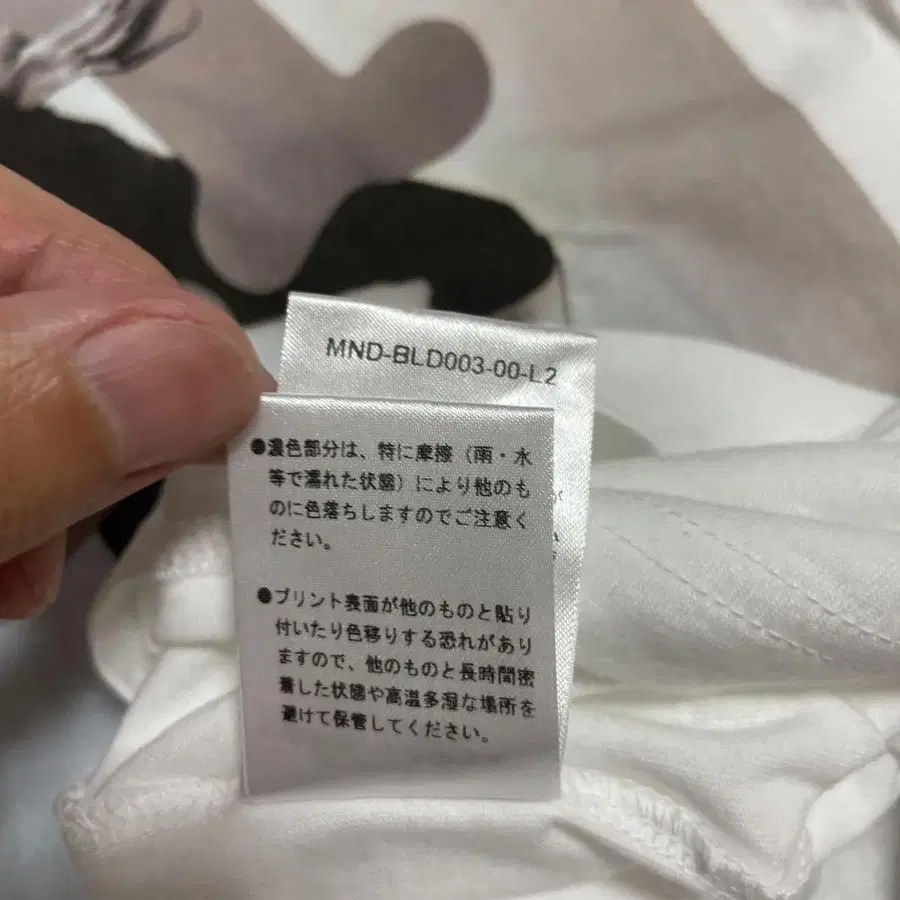 MND-BLD003-00-L2
●濃色部分は、特に摩擦（雨・水
等で濡れた状態）により他のも
のに色落ちしますのでご注意く
ださい。
●プリント表面が他のものと貼り
付いたり色移りする恐れがあり
ますので、他のものと長時間密
着した状態や高温多湿な場所を
避けて保管してください。